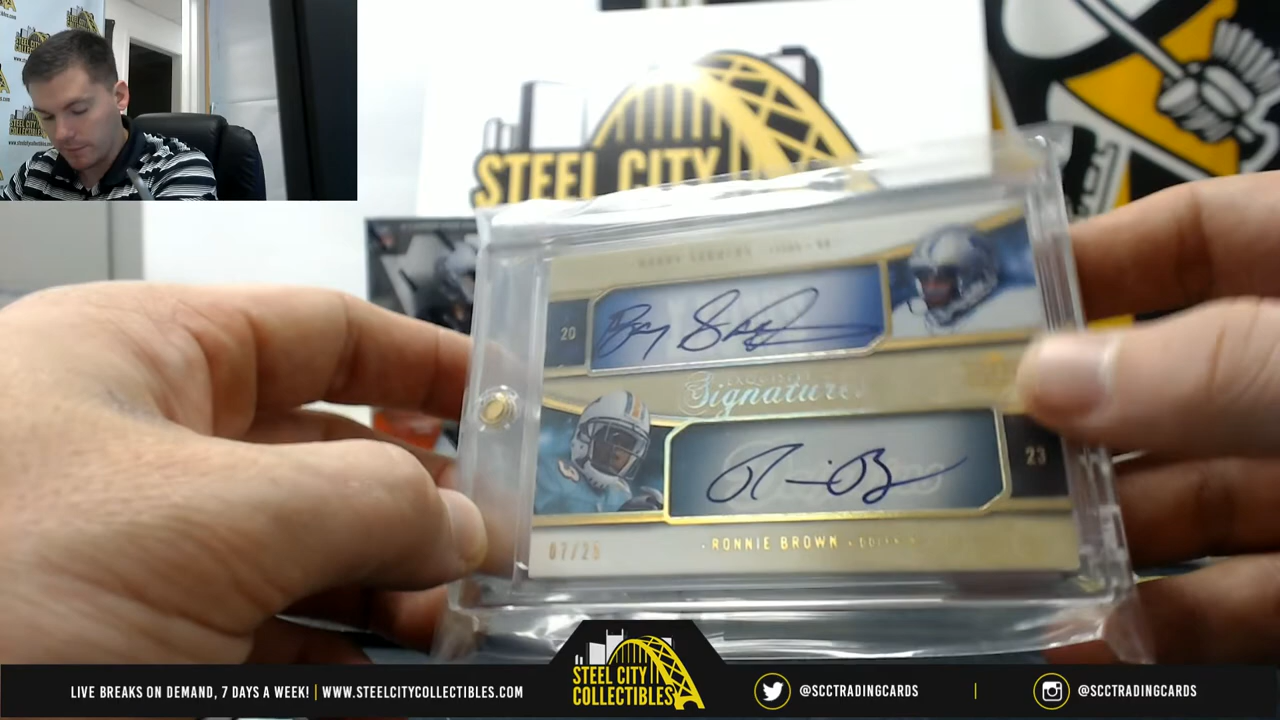 STEEL CITY
20
Signature
23
07/25
• RONNIE BROWN •
LIVE BREAKS ON DEMAND, 7 DAYS A WEEK! | WWW.STEELCITYCOLLECTIBLES.COM
STEEL CITY
COLLECTIBLES
@SCCTRADINGCARDS | @SCCTRADINGCARDS